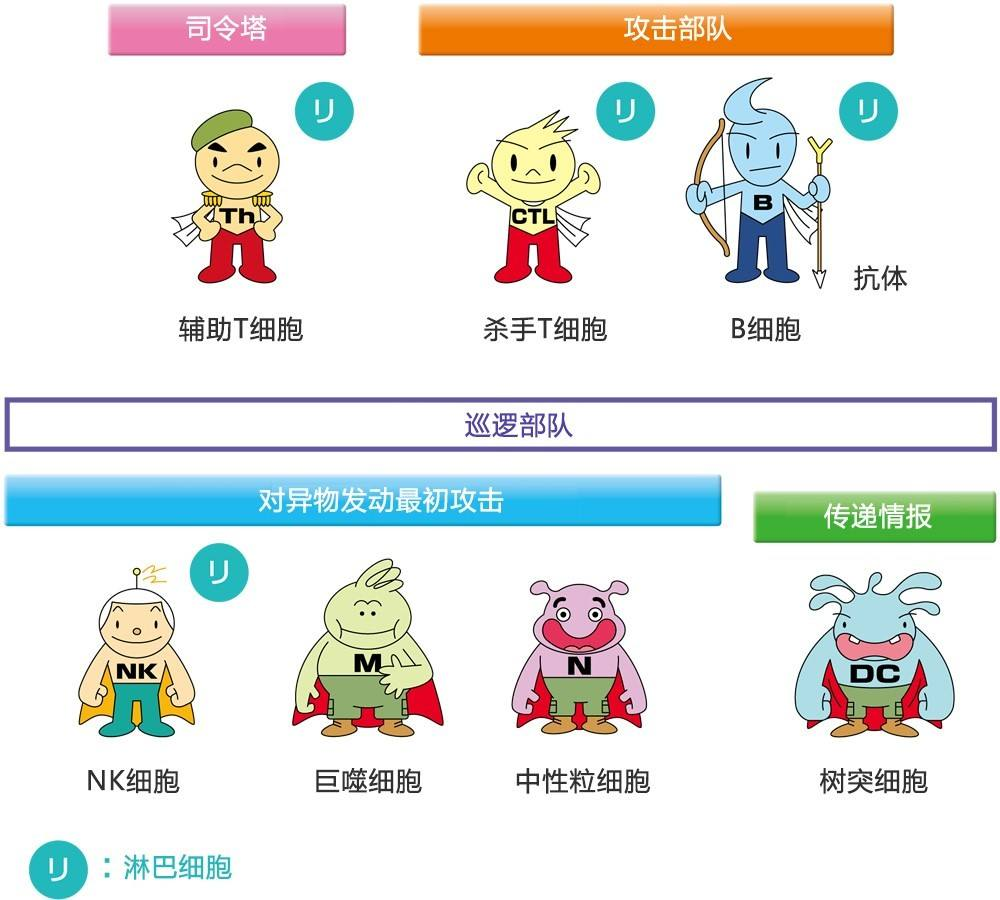 司令塔
攻击部队
リ
リ
リ
Th
CTL
B
抗体
辅助T细胞
杀手T细胞
B细胞
巡逻部队
对异物发动最初攻击
传递情报
リ
NK
M
N
DC
NK细胞
巨噬细胞
中性粒细胞
树突细胞
リ：淋巴细胞